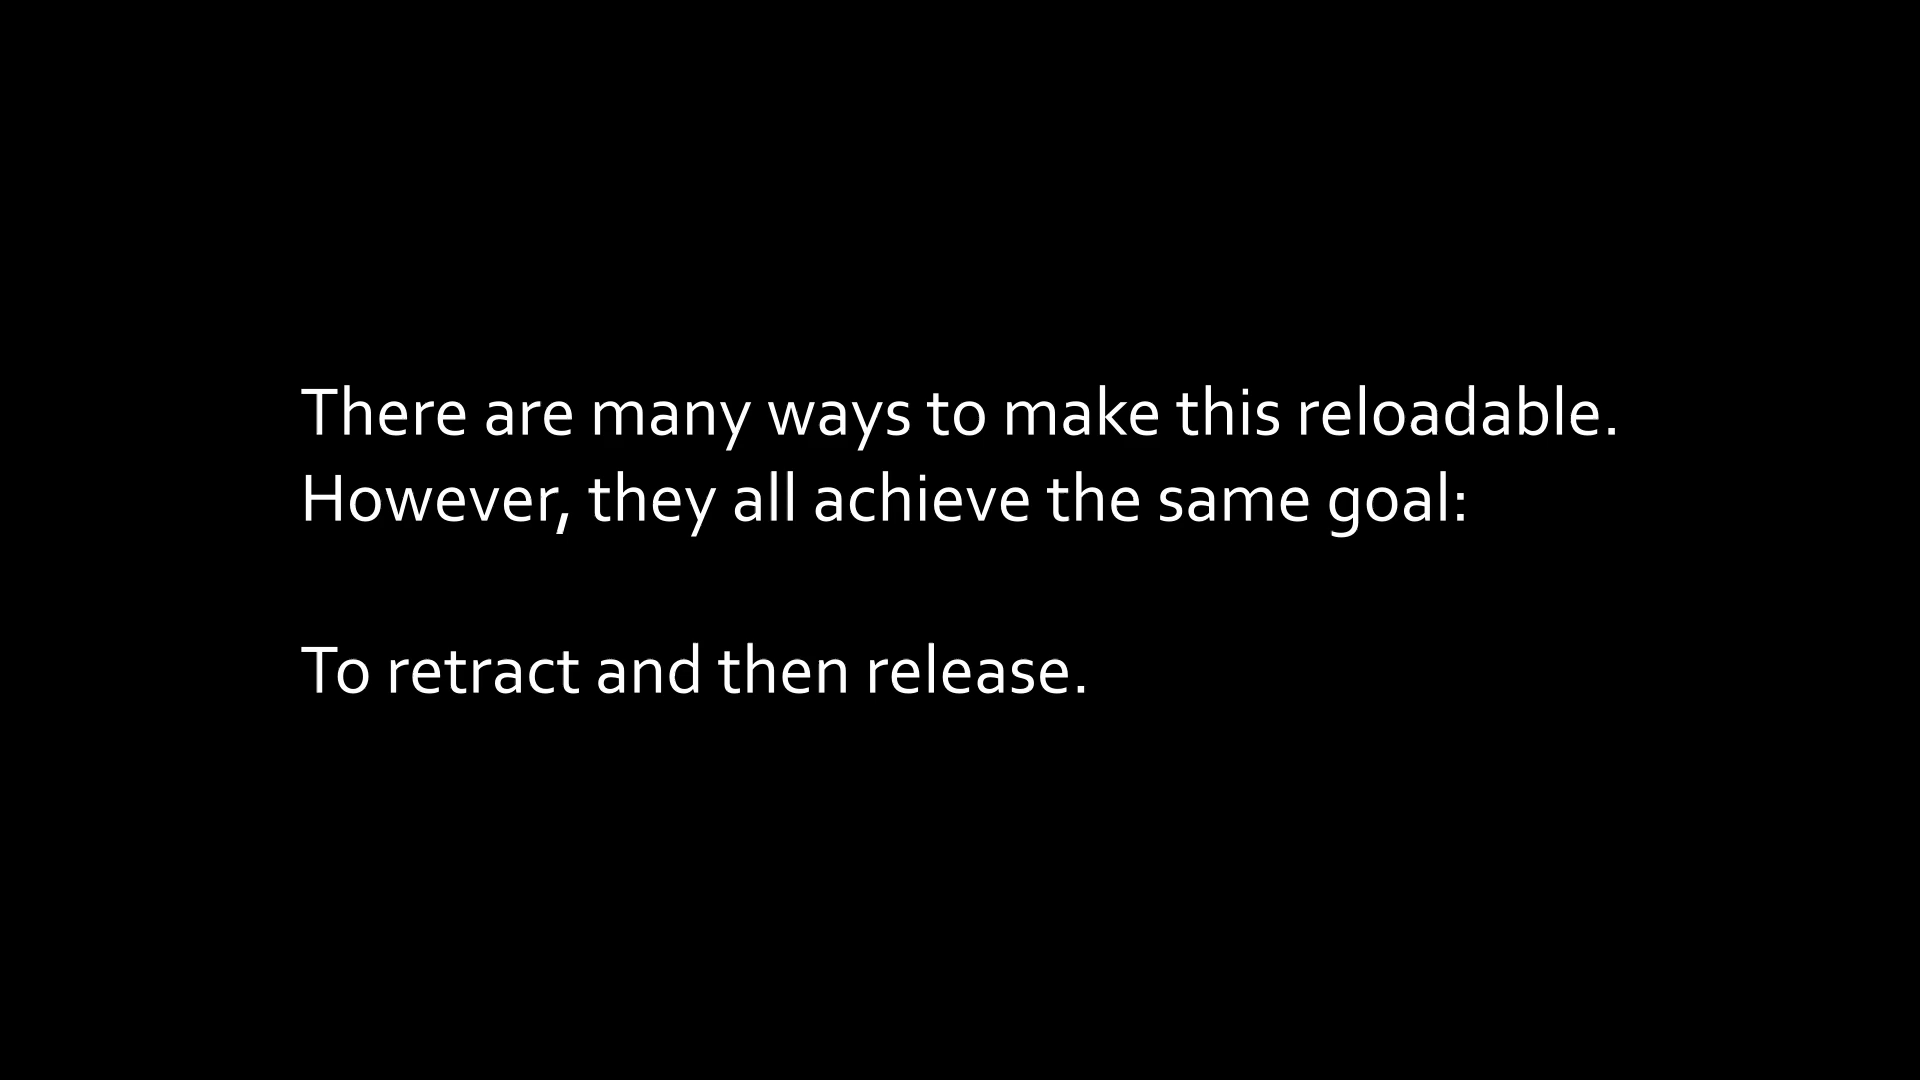 There are many ways to make this reloadable.
However, they all achieve the same goal:
To retract and then release.